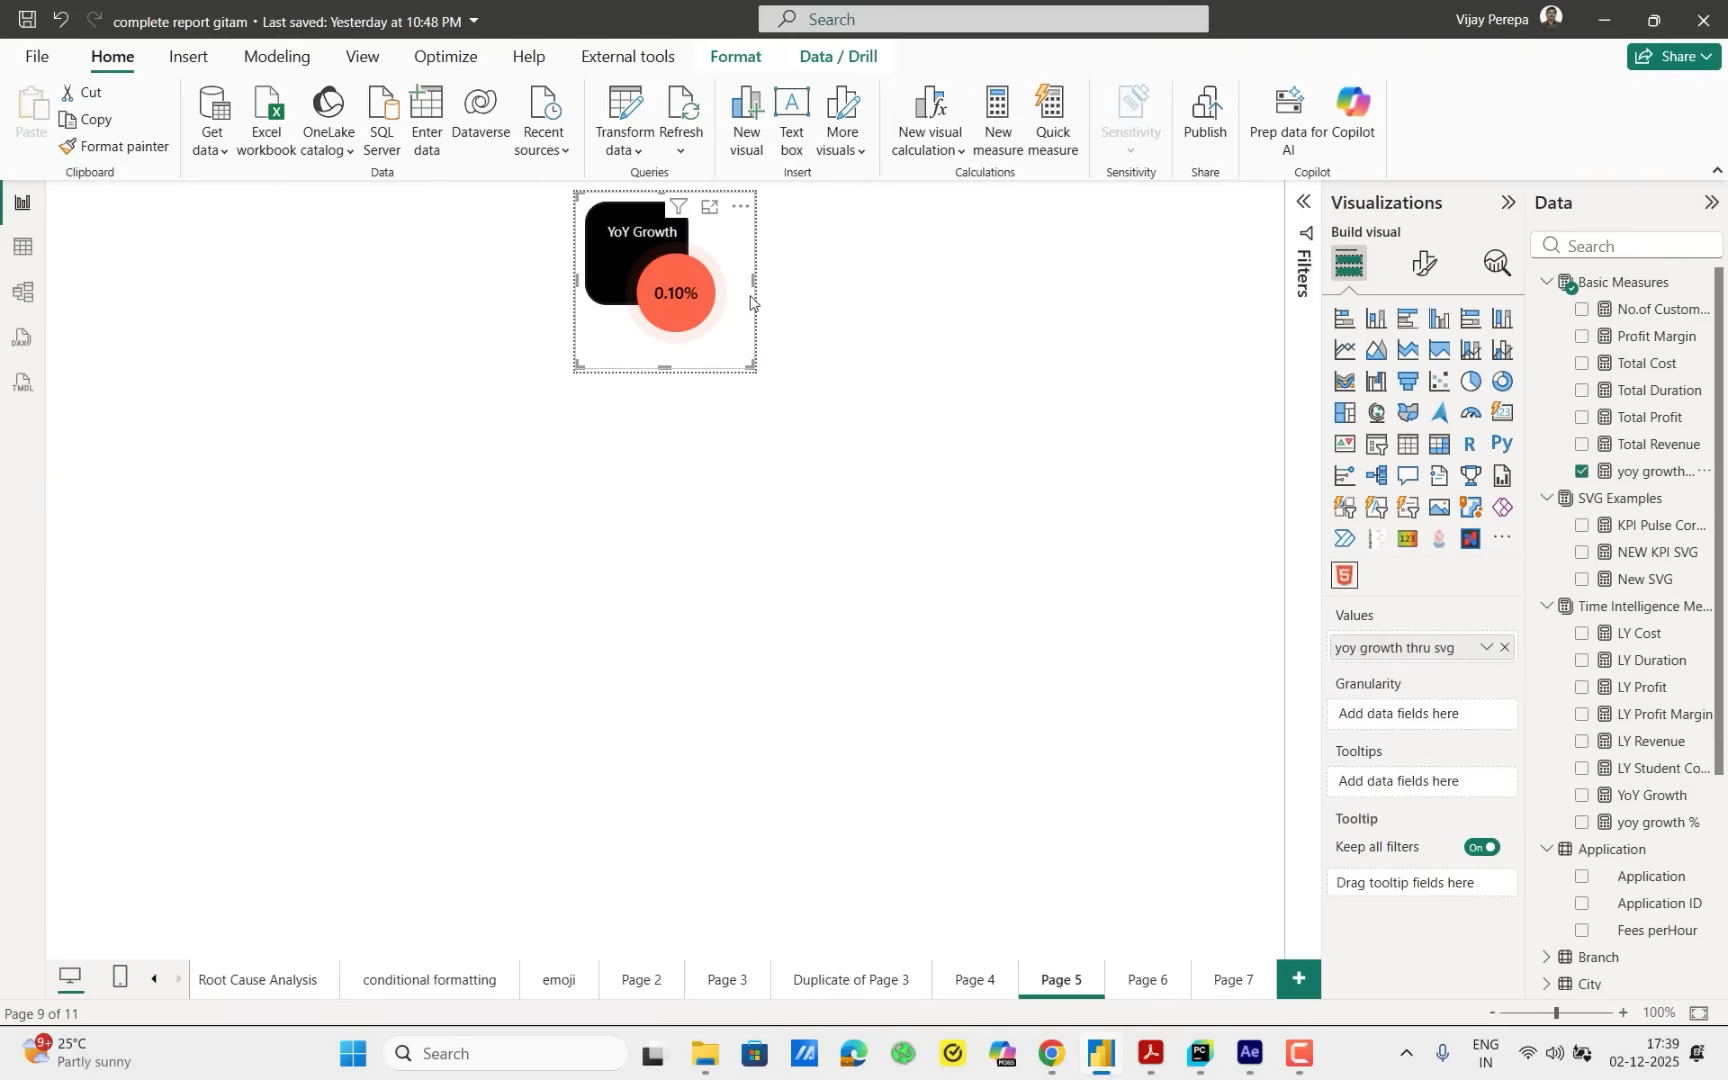 complete report gitam • Last saved: Yesterday at 10:48 PM
Search
Vijay Perepa
File
Home
Insert
Modeling
View
Optimize
Help
External tools
Format
Data / Drill
Share
Paste
Cut
Copy
Format painter
Clipboard
Get data
Excel workbook
OneLake catalog
SQL Server
Enter data
Dataverse
Recent sources
Data
Transform data
Refresh
Queries
New visual
Text box
More visuals
Insert
New visual calculation
New measure
Quick measure
Calculations
Sensitivity
Sensitivity
Publish
Share
Prep data for AI
Copilot
Copilot
DAX
TMDL
YoY Growth
0.10%
Filters
Visualizations
Build visual
123
R
Py
123
Values
yoy growth thru svg
Granularity
Add data fields here
Tooltips
Add data fields here
Tooltip
Keep all filters
On
Drag tooltip fields here
Data
Search
Basic Measures
No.of Custom...
Profit Margin
Total Cost
Total Duration
Total Profit
Total Revenue
yoy growth...
SVG Examples
KPI Pulse Cor...
NEW KPI SVG
New SVG
Time Intelligence Me...
LY Cost
LY Duration
LY Profit
LY Profit Margin
LY Revenue
LY Student Co...
YoY Growth
yoy growth %
Application
Application
Application ID
Fees perHour
Branch
City
Root Cause Analysis
conditional formatting
emoji
Page 2
Page 3
Duplicate of Page 3
Page 4
Page 5
Page 6
Page 7
+
Page 9 of 11
- + 100%
9+
25°C
Partly sunny
Search
M365
PC
Ae
ENG
IN
17:39
02-12-2025